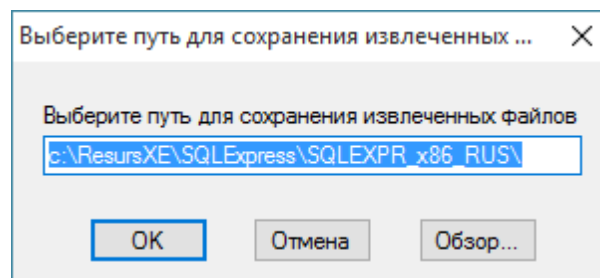 Выберите путь для сохранения извлеченных ...
Выберите путь для сохранения извлеченных файлов
c:\ResursXE\SQLExpress\SQLEXPR_x86_RUS\
OK Отмена Обзор...